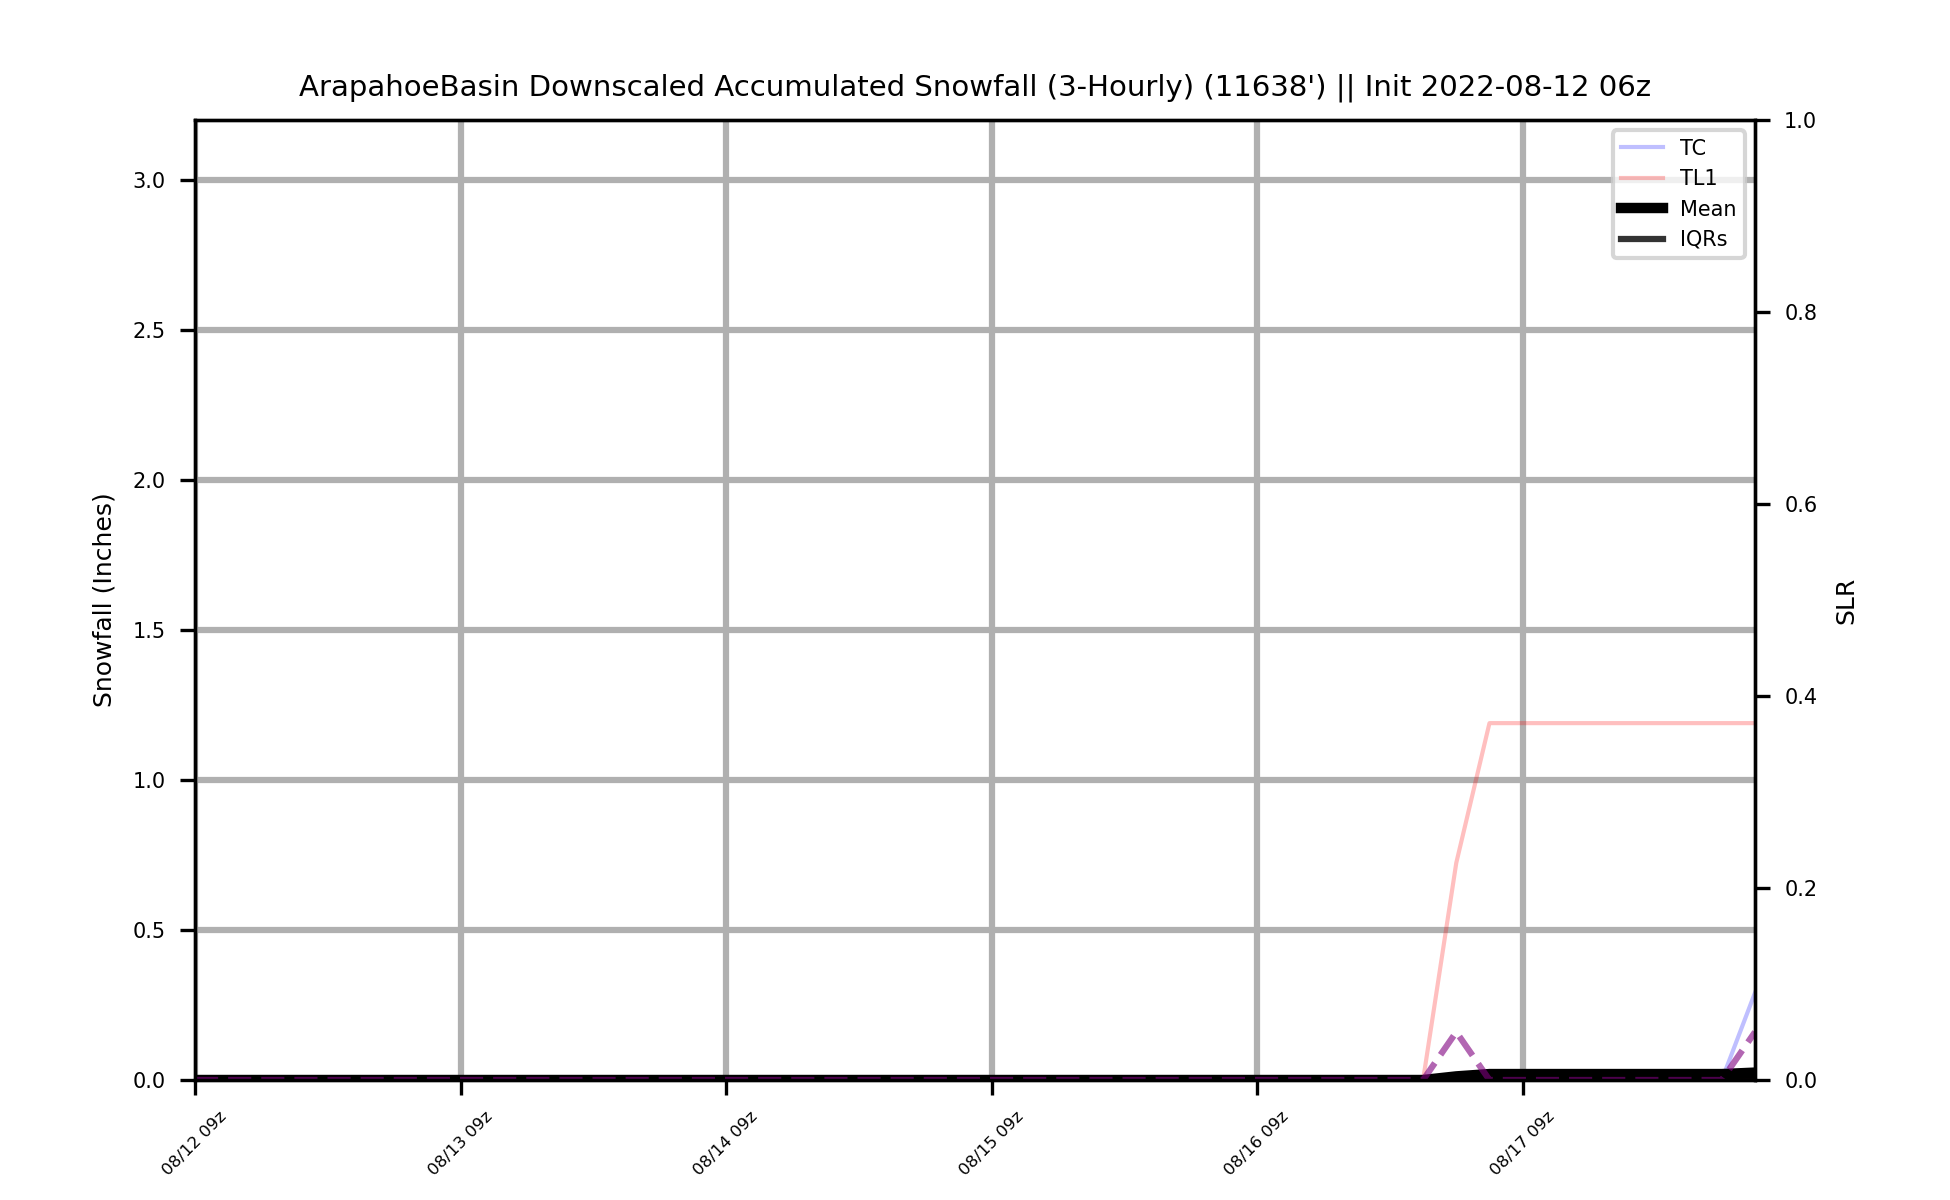 ArapahoeBasin Downscaled Accumulated Snowfall (3-Hourly) (11638') || Init 2022-08-12 06z
TC
TL1
Mean
IQRs
Snowfall (Inches)
3.0
2.5
2.0
1.5
1.0
0.5
0.0
1.0
0.8
0.6
0.4
0.2
0.0
SLR
08/12 09z
08/13 09z
08/14 09z
08/15 09z
08/16 09z
08/17 09z